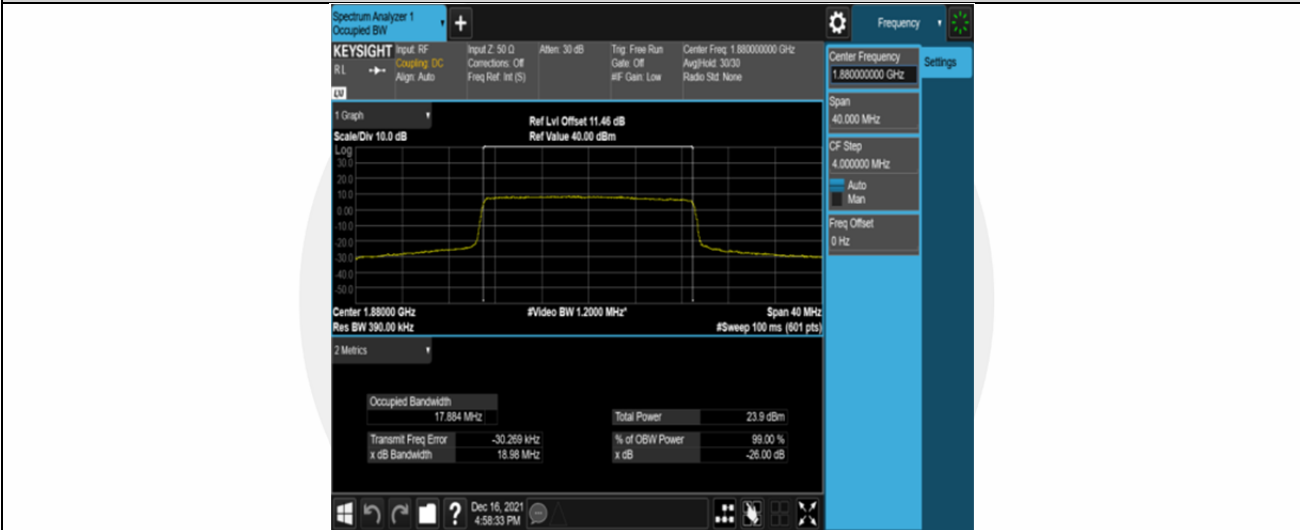 Spectrum Analyzer 1
Occupied BW
+
Frequency
KEYSIGHT
Input: RF
Coupling: DC
Align: Auto
RL
Input Z: 50 Ω
Corrections: Off
Freq Ref: Int (S)
Atten: 30 dB
Trig: Free Run
Gate: Off
#IF Gain: Low
Center Freq: 1.880000000 GHz
Avg|Hold: 30/30
Radio Std: None
1 Graph
Scale/Div 10.0 dB
Ref Lvl Offset 11.46 dB
Ref Value 40.00 dBm
Log
30.0
20.0
10.0
0.00
-10.0
-20.0
-30.0
-40.0
-50.0
Center 1.88000 GHz
Res BW 390.00 kHz
#Video BW 1.2000 MHz*
Span 40 MHz
#Sweep 100 ms (601 pts)
2 Metrics
Occupied Bandwidth
17.884 MHz
Transmit Freq Error -30.269 kHz
x dB Bandwidth 18.98 MHz
Total Power 23.9 dBm
% of OBW Power 99.00 %
x dB -26.00 dB
Center Frequency
1.880000000 GHz
Span
40.000 MHz
CF Step
4.000000 MHz
Auto
Man
Freq Offset
0 Hz
Settings
?
Dec 16, 2021
4:58:33 PM